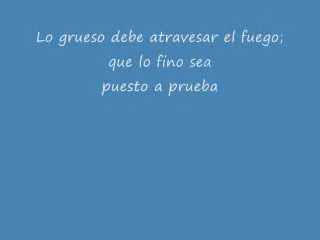 Lo grueso debe atravesar el fuego;
que lo fino sea
puesto a prueba